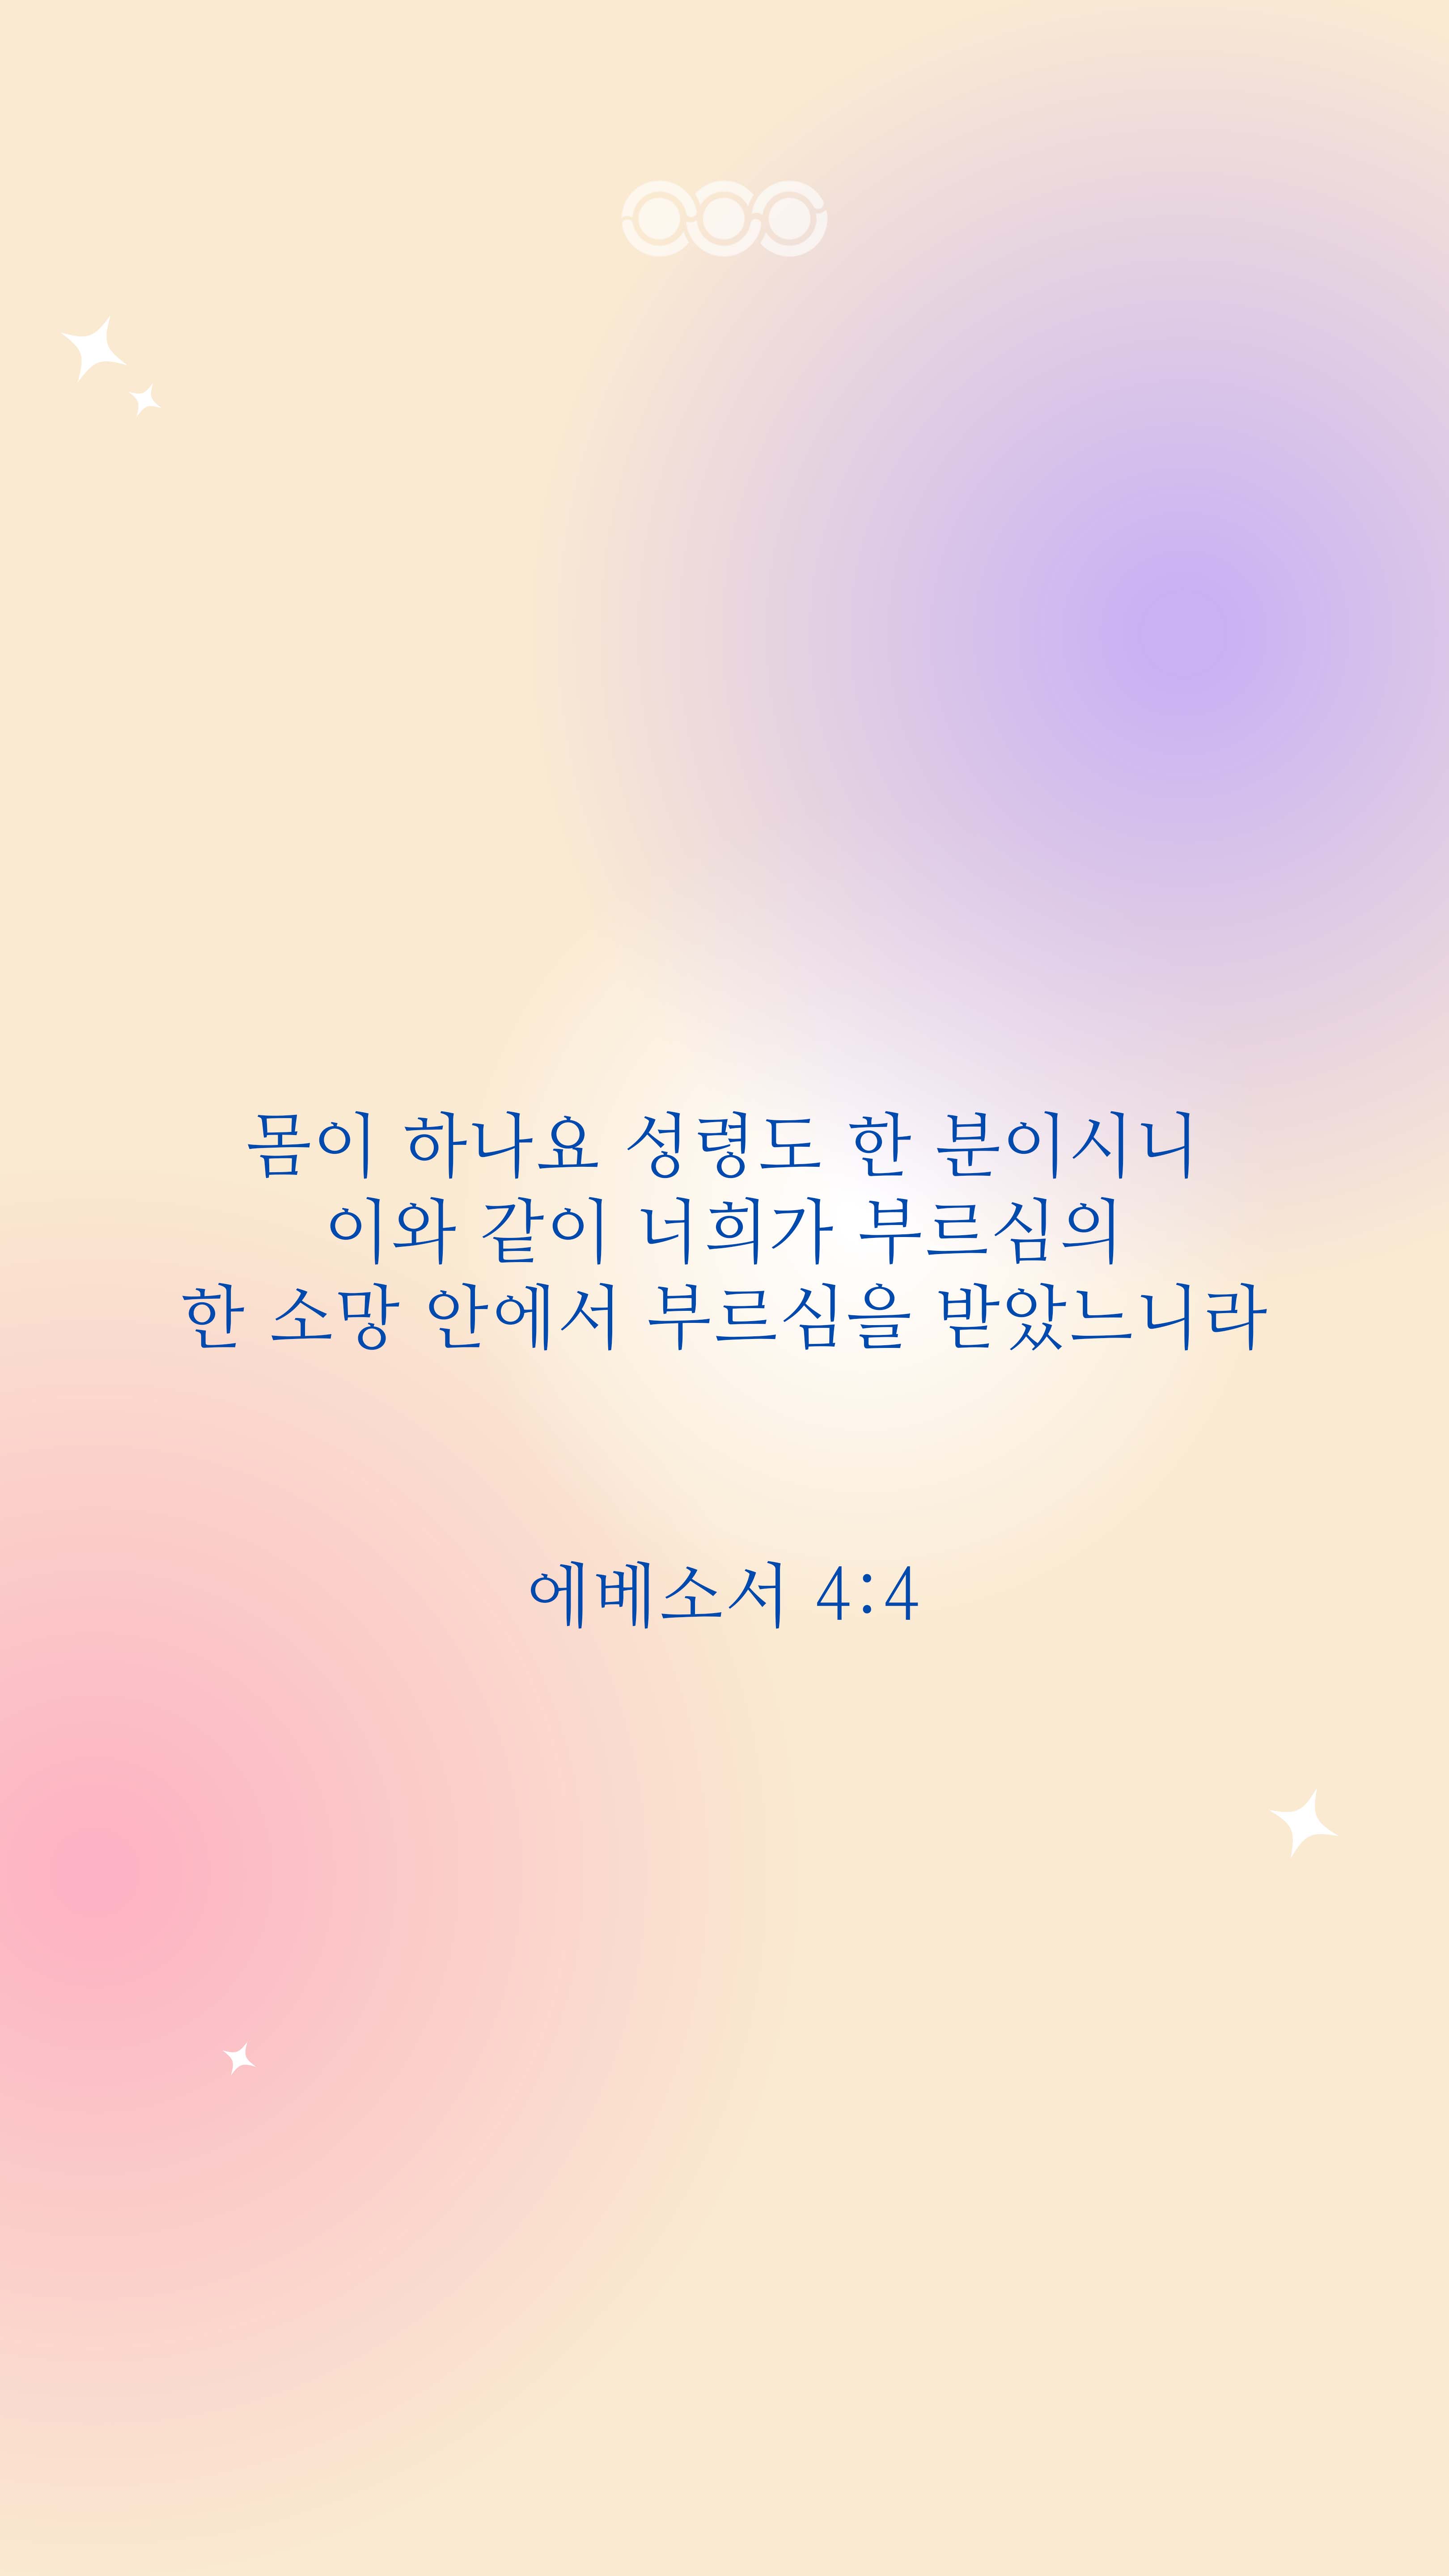 몸이 하나요 성령도 한 분이시니
이와 같이 너희가 부르심의
한 소망 안에서 부르심을 받았느니라
에베소서 4:4